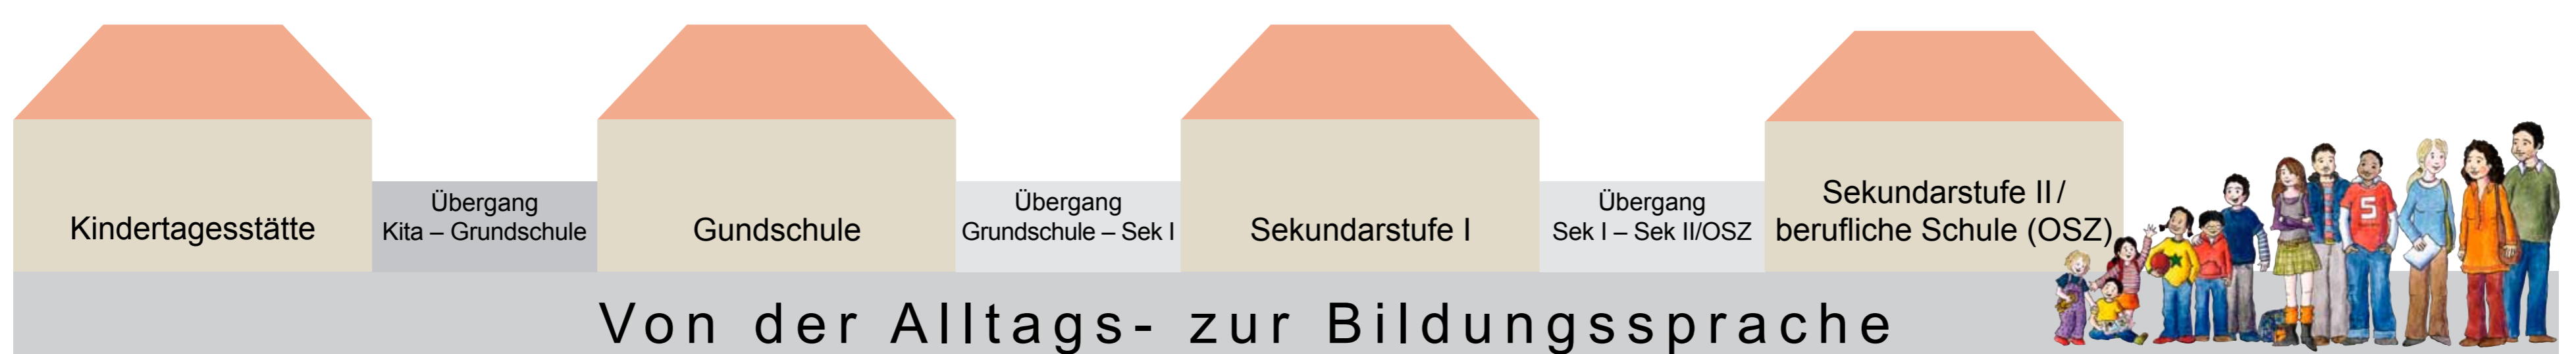 Kindertagesstätte
Übergang
Kita – Grundschule
Gundschule
Übergang
Grundschule – Sek I
Sekundarstufe I
Übergang
Sek I – Sek II/OSZ
Sekundarstufe II /
berufliche Schule (OSZ)
5
Von der Alltags- zur Bildungssprache